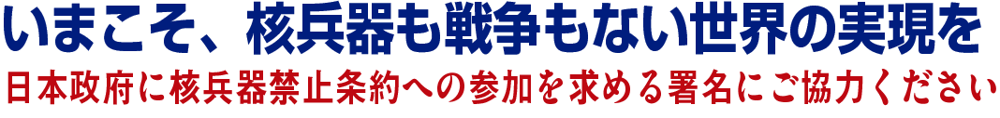 いまこそ、核兵器も戦争もない世界の実現を
日本政府に核兵器禁止条約への参加を求める署名にご協力ください